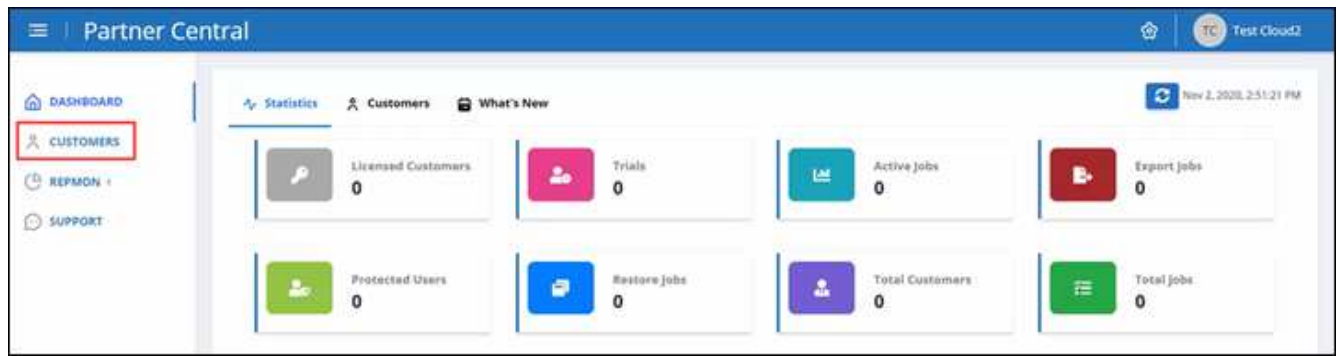 Partner Central
TC Test Cloud2
DASHBOARD
CUSTOMERS
REPMON
SUPPORT
Statistics Customers What's New
Nov 2, 2020, 2:51:21 PM
Licensed Customers
0
Trials
0
Active Jobs
0
Export Jobs
0
Protected Users
0
Restore Jobs
0
Total Customers
0
Total Jobs
0